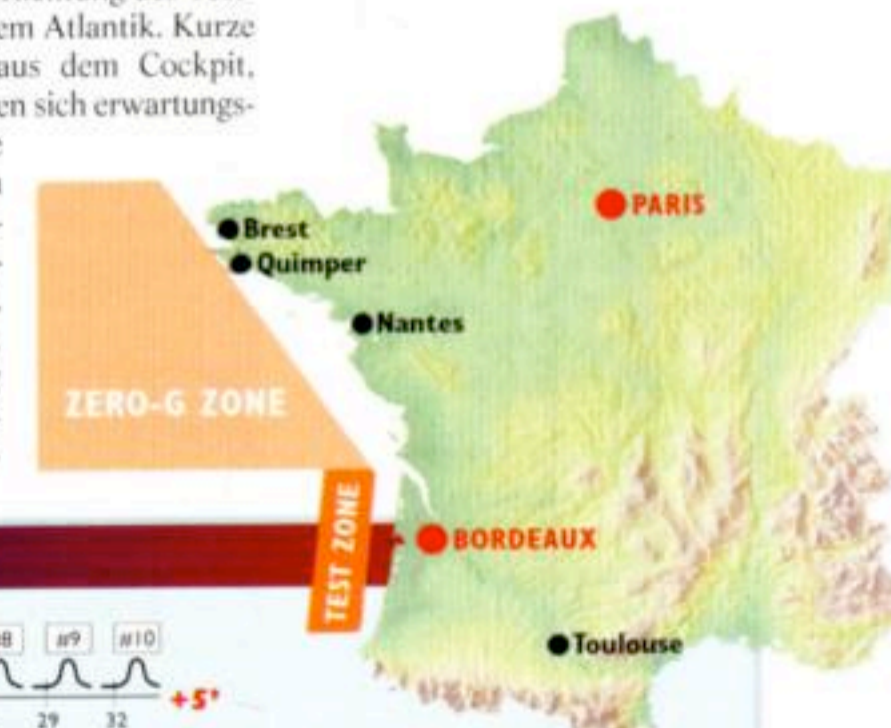 em Atlantik. Kurze
aus dem Cockpit,
en sich erwartungs-
PARIS
Brest
Quimper
Nantes
ZERO-G ZONE
TEST ZONE
BORDEAUX
Toulouse
8 #9 #10
+5'
29 32